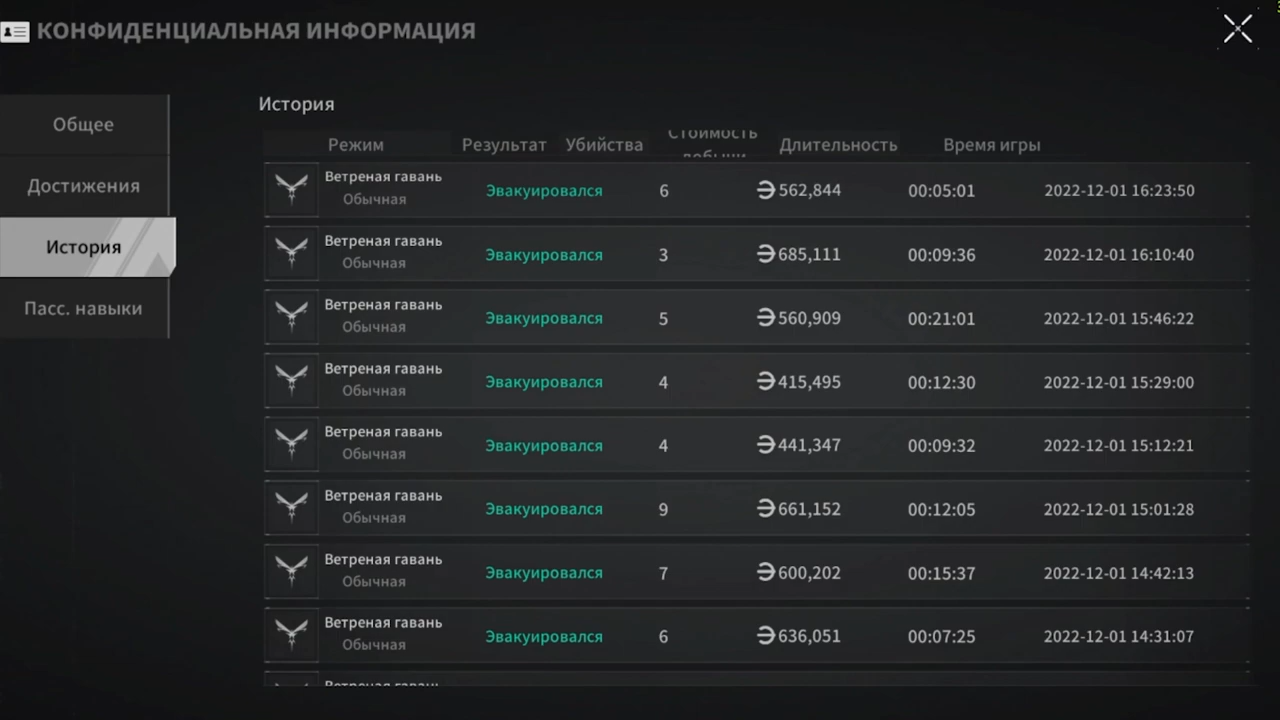 КОНФИДЕНЦИАЛЬНАЯ ИНФОРМАЦИЯ
Общее
Достижения
История
Пасс. навыки
История
Режим Результат Убийства Стоимость добычи Длительность Время игры
Ветреная гавань
Обычная
Эвакуировался 6 562,844 00:05:01 2022-12-01 16:23:50
Ветреная гавань
Обычная
Эвакуировался 3 685,111 00:09:36 2022-12-01 16:10:40
Ветреная гавань
Обычная
Эвакуировался 5 560,909 00:21:01 2022-12-01 15:46:22
Ветреная гавань
Обычная
Эвакуировался 4 415,495 00:12:30 2022-12-01 15:29:00
Ветреная гавань
Обычная
Эвакуировался 4 441,347 00:09:32 2022-12-01 15:12:21
Ветреная гавань
Обычная
Эвакуировался 9 661,152 00:12:05 2022-12-01 15:01:28
Ветреная гавань
Обычная
Эвакуировался 7 600,202 00:15:37 2022-12-01 14:42:13
Ветреная гавань
Обычная
Эвакуировался 6 636,051 00:07:25 2022-12-01 14:31:07
Ветреная гавань